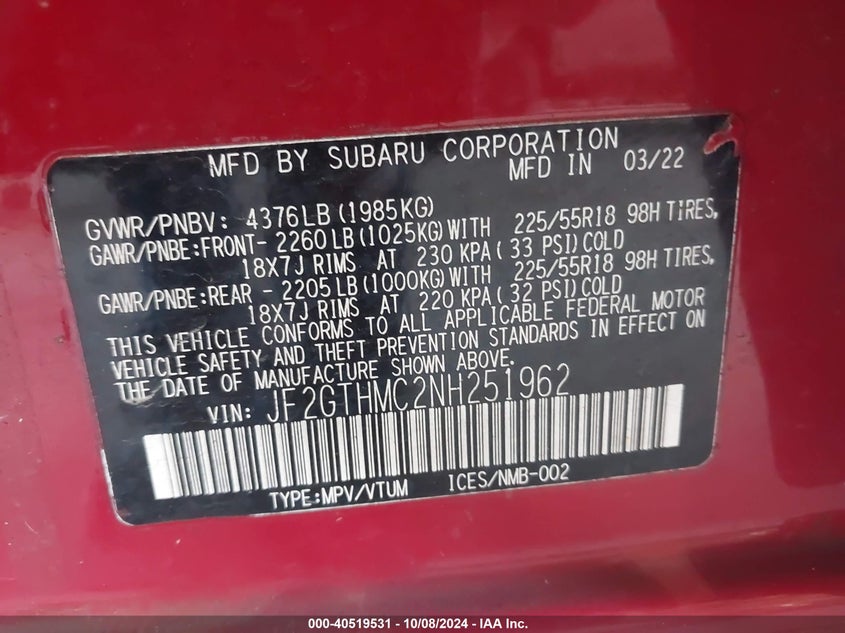 MFD BY SUBARU CORPORATION
MFD IN 03/22
GVWR/PNBV: 4376LB(1985KG)
GAWR/PNBE:FRONT- 2260LB(1025KG)WITH 225/55R18 98H TIRES,
18X7J RIMS AT 230 KPA( 33 PSI)COLD
GAWR/PNBE:REAR - 2205LB(1000KG)WITH 225/55R18 98H TIRES,
18X7J RIMS AT 220 KPA( 32 PSI)COLD
THIS VEHICLE CONFORMS TO ALL APPLICABLE FEDERAL MOTOR
VEHICLE SAFETY AND THEFT PREVENTION STANDARDS IN EFFECT ON
THE DATE OF MANUFACTURE SHOWN ABOVE.
VIN: JF2GTHMC2NH251962
TYPE:MPV/VTUM ICES/NMB-002
000-40519531 - 10/08/2024 - IAA Inc.